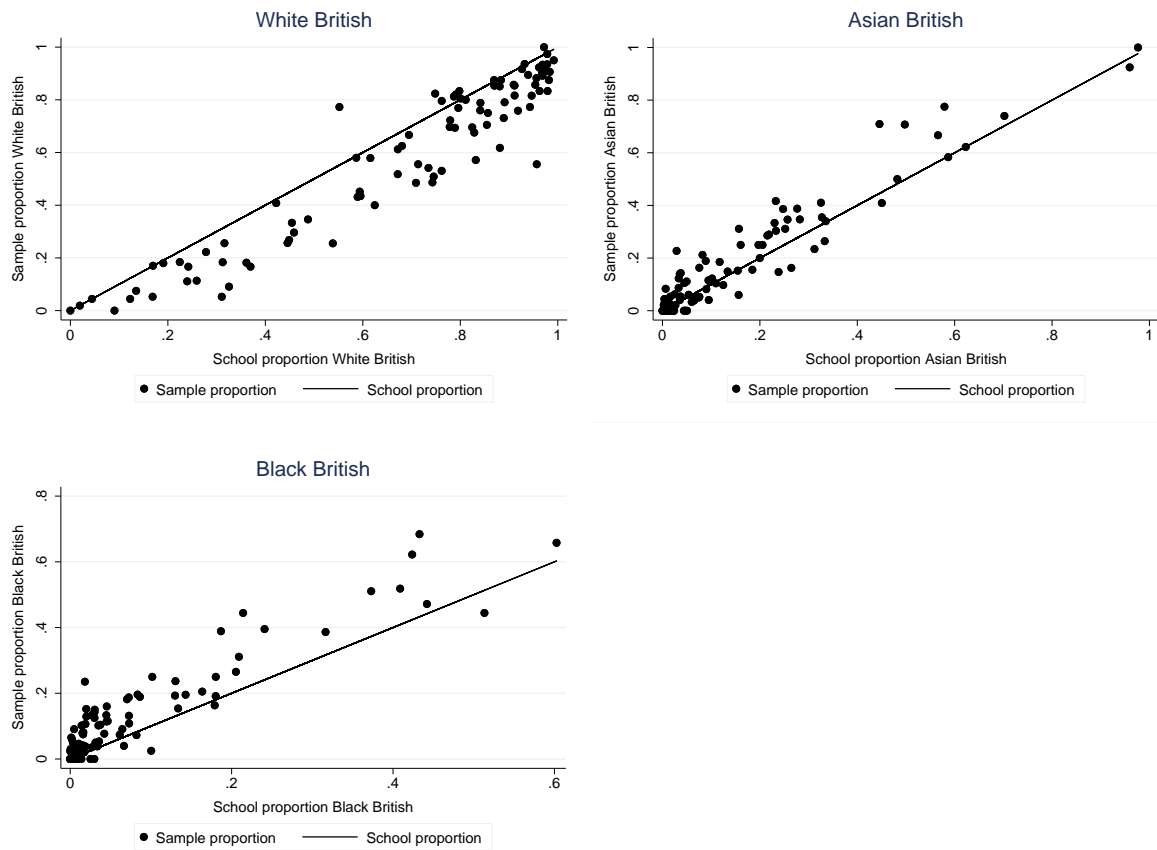 White British
Sample proportion White British
1
.8
.6
.4
.2
0
0 .2 .4 .6 .8 1
School proportion White British
Sample proportion School proportion
Asian British
Sample proportion Asian British
1
.8
.6
.4
.2
0
0 .2 .4 .6 .8 1
School proportion Asian British
Sample proportion School proportion
Black British
Sample proportion Black British
.8
.6
.4
.2
0
0 .2 .4 .6
School proportion Black British
Sample proportion School proportion